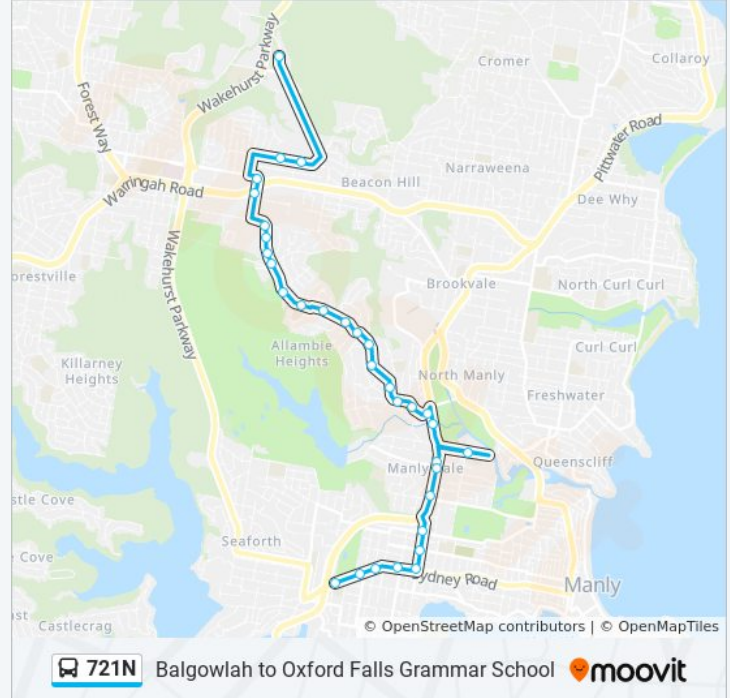 Wakehurst Parkway
Cromer
Collaroy
Forest Way
Pittwater Road
Narraweena
Beacon Hill
Warringah Road
Dee Why
Wakehurst Parkway
orestville
Brookvale
North Curl Curl
Allambie
Heights
Curl Curl
Killarney
Heights
North Manly
Freshwater
Manly
ale
Queenscliff
stle Cove
Seaforth
Cove
ydney Road
Manly
st
Castlecrag
© OpenStreetMap contributors | © OpenMapTiles
721N Balgowlah to Oxford Falls Grammar School moovit